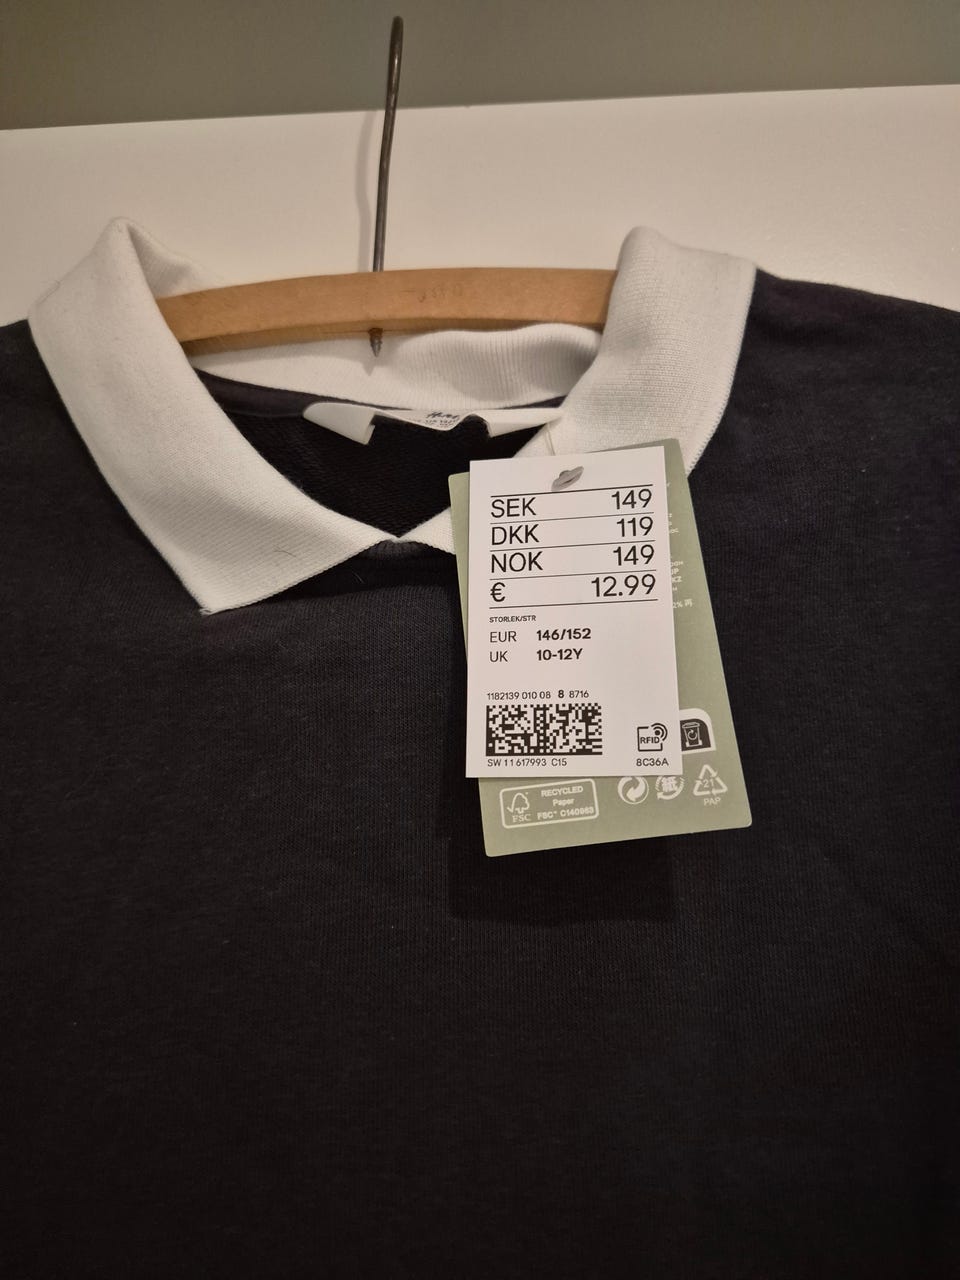 H&M
SEK 149
DKK 119
NOK 149
€ 12.99
STORLEK/STR
EUR 146/152
UK 10-12Y
1182139 010 08 8 8716
SW 11 617993 C15
RFID
8C36A
FSC
RECYCLED
Paper
FSC® C140963
紙
21
PAP